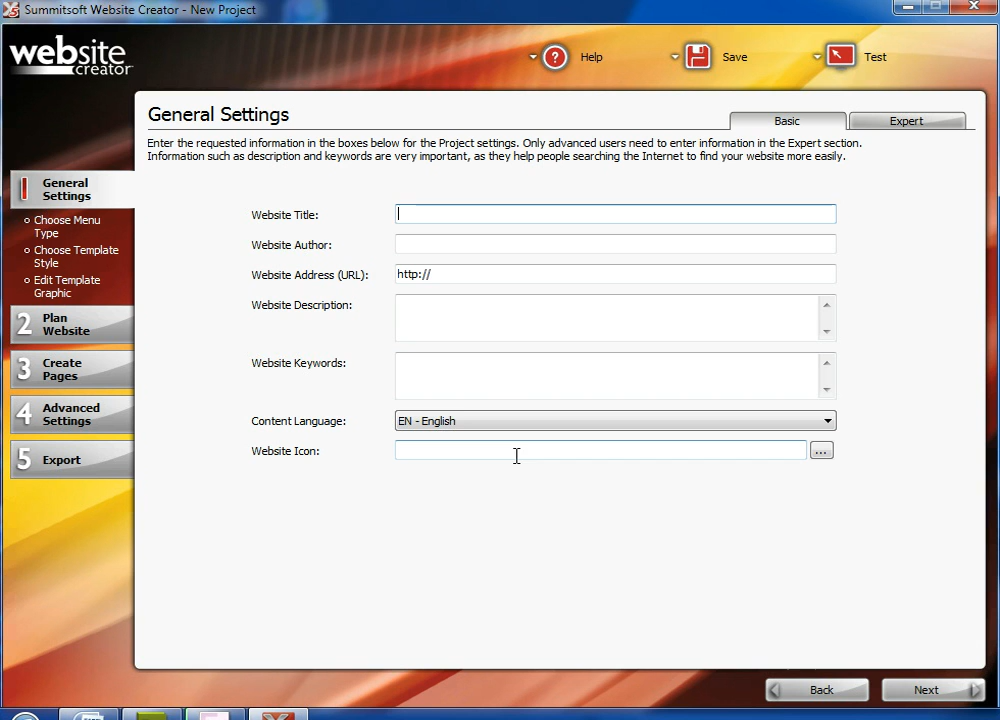 Summitsoft Website Creator - New Project
website
creator
Help
Save
Test
General Settings
Basic
Expert
Enter the requested information in the boxes below for the Project settings. Only advanced users need to enter information in the Expert section.
Information such as description and keywords are very important, as they help people searching the Internet to find your website more easily.
General
Settings
Choose Menu
Type
Choose Template
Style
Edit Template
Graphic
2 Plan
Website
3 Create
Pages
4 Advanced
Settings
5 Export
Website Title:
Website Author:
Website Address (URL): http://
Website Description:
Website Keywords:
Content Language: EN - English
Website Icon: ...
Back
Next